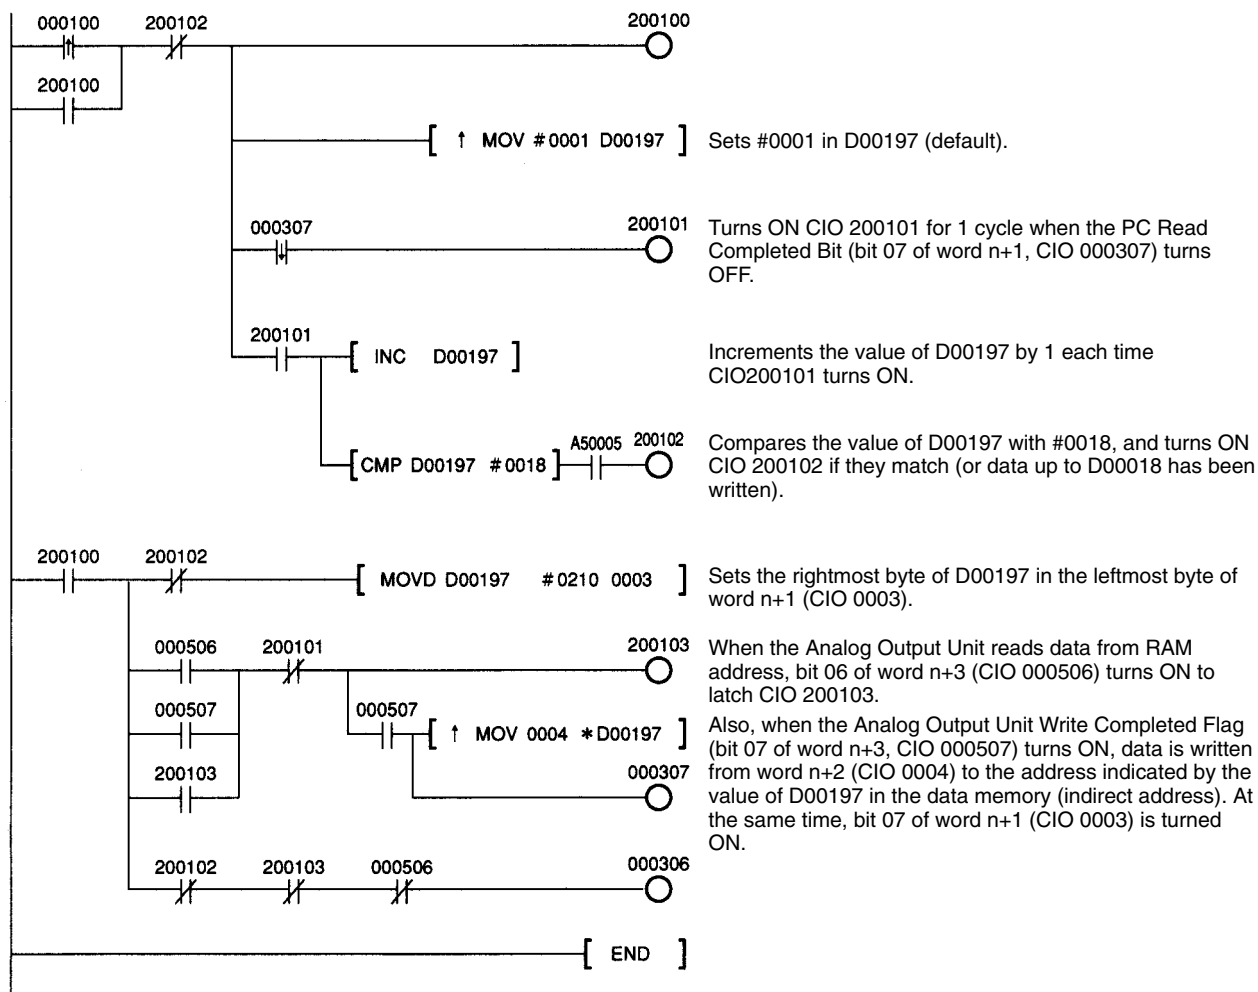 000100 200102 200100
200100
[ ↑ MOV #0001 D00197 ] Sets #0001 in D00197 (default).
000307 200101 Turns ON CIO 200101 for 1 cycle when the PC Read
Completed Bit (bit 07 of word n+1, CIO 000307) turns
OFF.
200101
[ INC D00197 ] Increments the value of D00197 by 1 each time
CIO200101 turns ON.
A50005 200102 Compares the value of D00197 with #0018, and turns ON
[CMP D00197 #0018] CIO 200102 if they match (or data up to D00018 has been
written).
200100 200102
[ MOVD D00197 #0210 0003 ] Sets the rightmost byte of D00197 in the leftmost byte of
word n+1 (CIO 0003).
000506 200101 200103 When the Analog Output Unit reads data from RAM
address, bit 06 of word n+3 (CIO 000506) turns ON to
latch CIO 200103.
000507 000507
[ ↑ MOV 0004 *D00197 ] Also, when the Analog Output Unit Write Completed Flag
(bit 07 of word n+3, CIO 000507) turns ON, data is written
200103 000307 from word n+2 (CIO 0004) to the address indicated by the
value of D00197 in the data memory (indirect address). At
the same time, bit 07 of word n+1 (CIO 0003) is turned
ON.
200102 200103 000506 000306
[ END ]